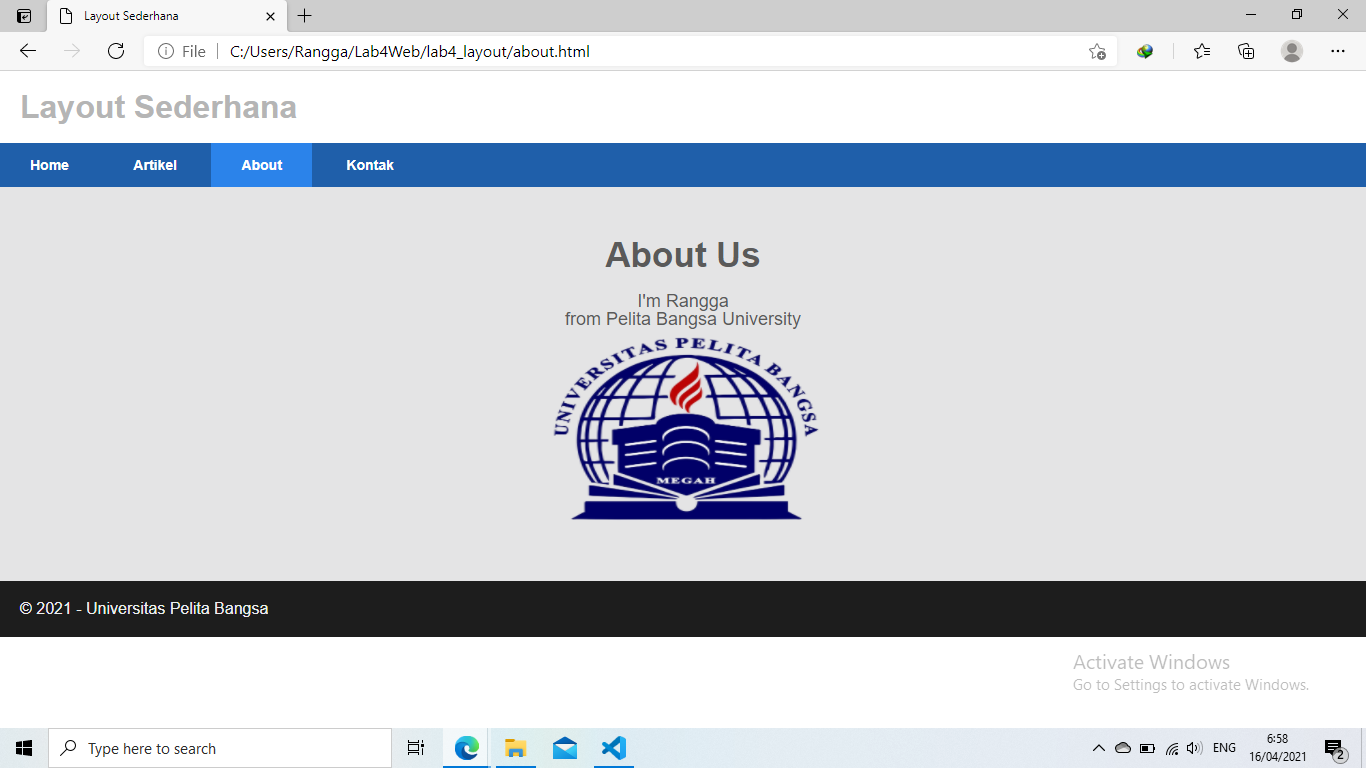 Layout Sederhana
File
C:/Users/Rangga/Lab4Web/lab4_layout/about.html
Layout Sederhana
Home Artikel About Kontak
About Us
I'm Rangga
from Pelita Bangsa University
UNIVERSITAS PELITA BANGSA
MEGAH
© 2021 - Universitas Pelita Bangsa
Activate Windows
Go to Settings to activate Windows.
Type here to search
ENG
6:58
16/04/2021
2